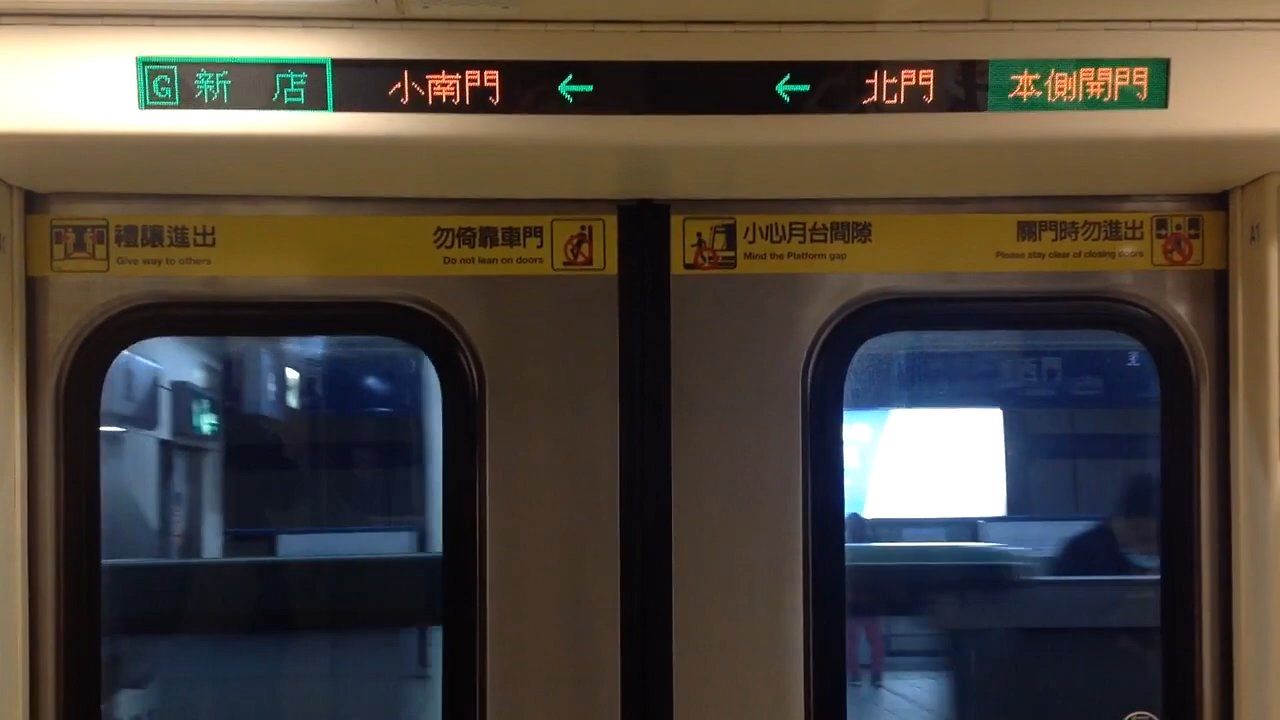 G 新店 小南門 ← ← 北門 本側開門
禮讓進出
Give way to others
勿倚靠車門
Do not lean on doors
小心月台間隙
Mind the Platform gap
關門時勿進出
Please stay clear of closing doors
A1